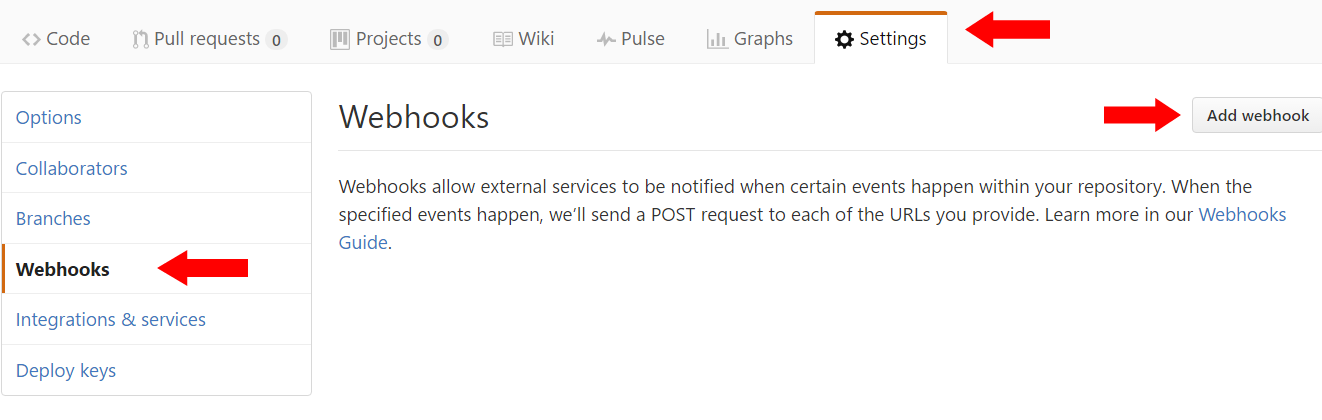 Code Pull requests 0 Projects 0 Wiki Pulse Graphs Settings
Options
Collaborators
Branches
Webhooks
Integrations & services
Deploy keys
Webhooks
Add webhook
Webhooks allow external services to be notified when certain events happen within your repository. When the
specified events happen, we’ll send a POST request to each of the URLs you provide. Learn more in our Webhooks
Guide.